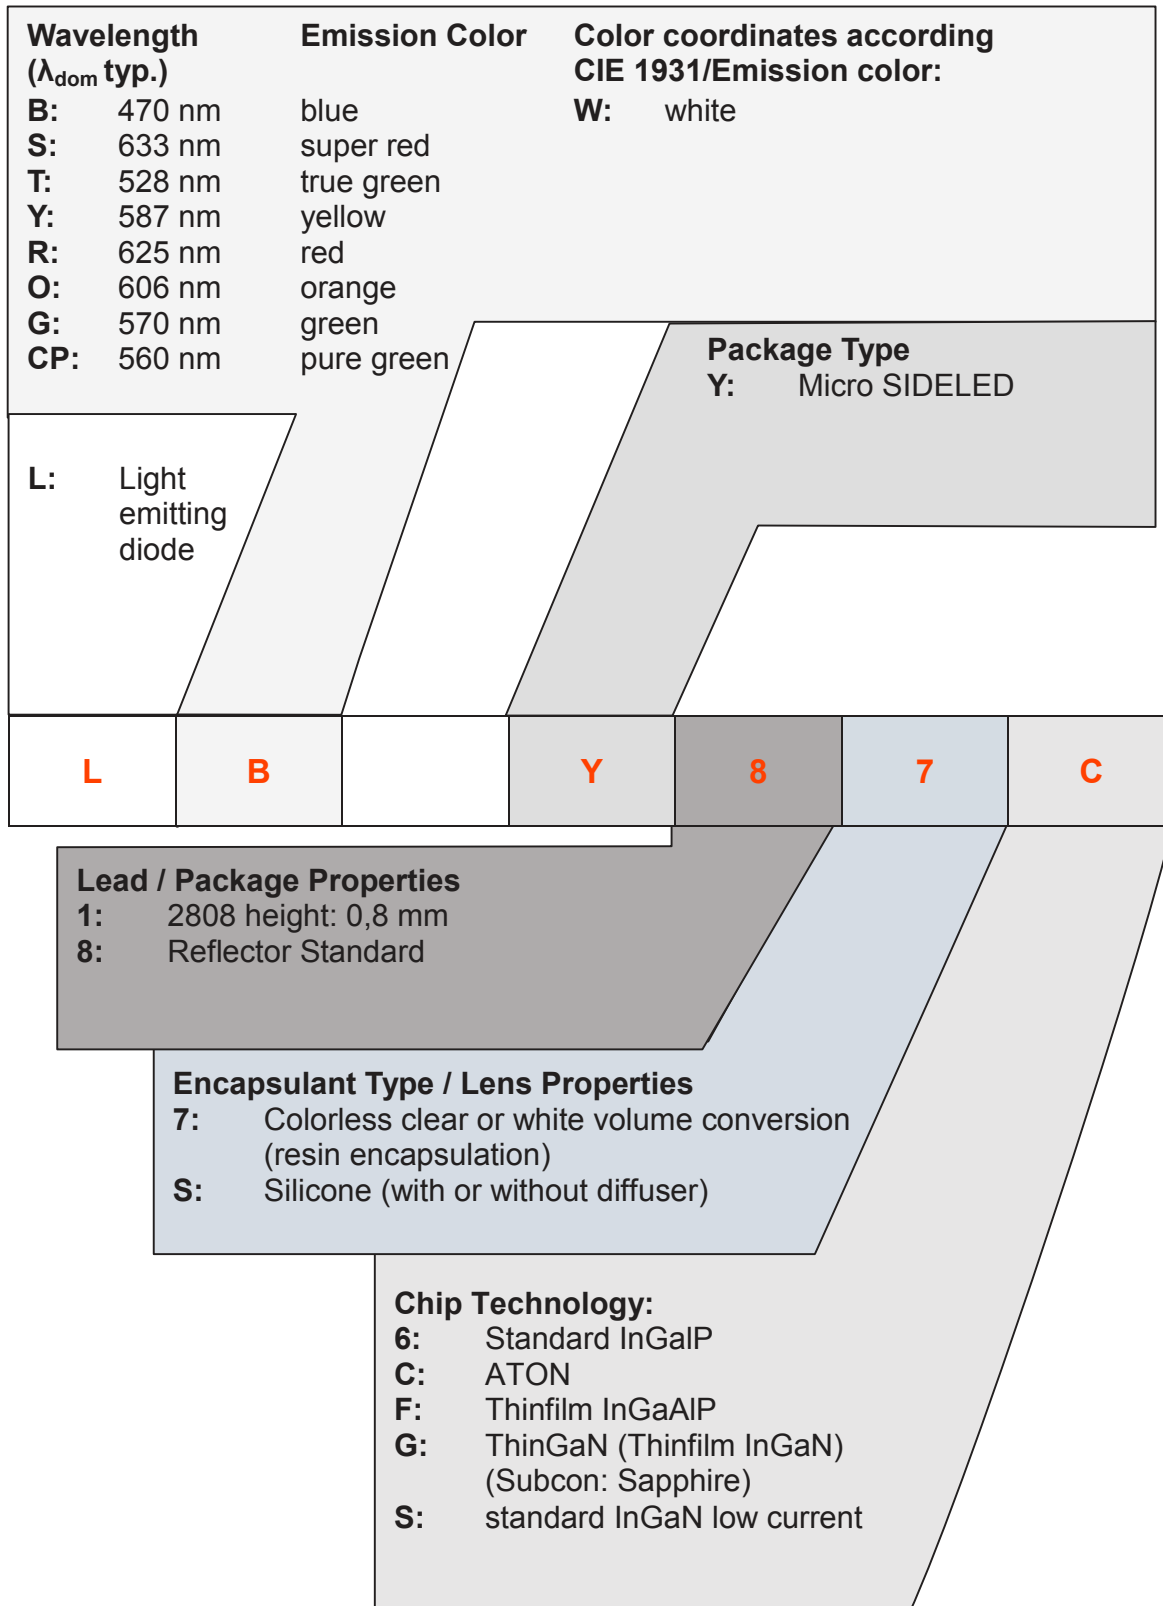 Wavelength Emission Color Color coordinates according
(λdom typ.) CIE 1931/Emission color:
B: 470 nm blue W: white
S: 633 nm super red
T: 528 nm true green
Y: 587 nm yellow
R: 625 nm red
O: 606 nm orange
G: 570 nm green
CP: 560 nm pure green
Package Type
Y: Micro SIDELED
L: Light
emitting
diode
L B Y 8 7 C
Lead / Package Properties
1: 2808 height: 0,8 mm
8: Reflector Standard
Encapsulant Type / Lens Properties
7: Colorless clear or white volume conversion
(resin encapsulation)
S: Silicone (with or without diffuser)
Chip Technology:
6: Standard InGalP
C: ATON
F: Thinfilm InGaAlP
G: ThinGaN (Thinfilm InGaN)
(Subcon: Sapphire)
S: standard InGaN low current